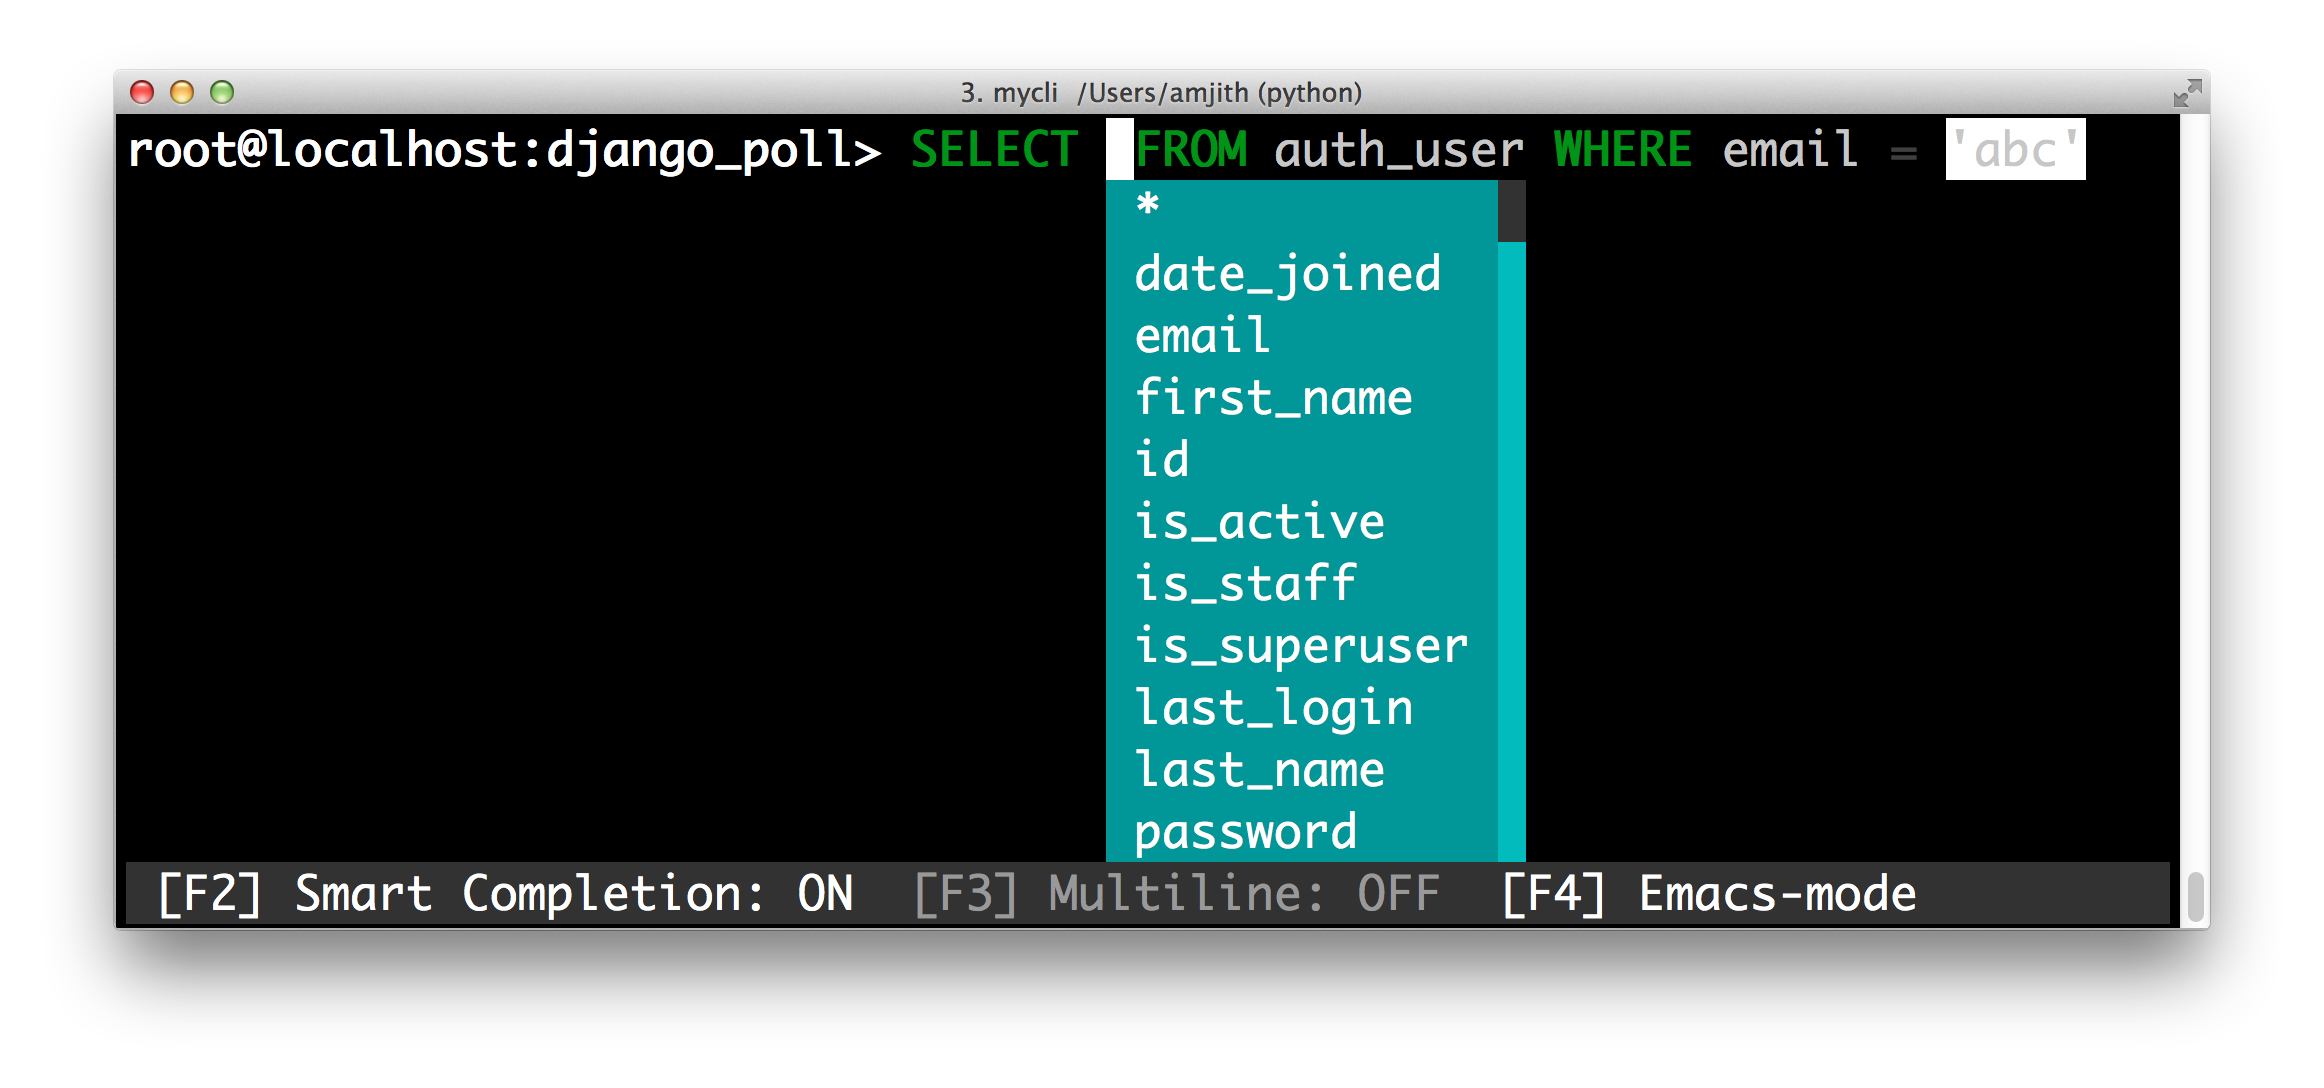 3. mycli /Users/amjith (python)
root@localhost:django_poll> SELECT FROM auth_user WHERE email = 'abc'
*
date_joined
email
first_name
id
is_active
is_staff
is_superuser
last_login
last_name
password
[F2] Smart Completion: ON [F3] Multiline: OFF [F4] Emacs-mode